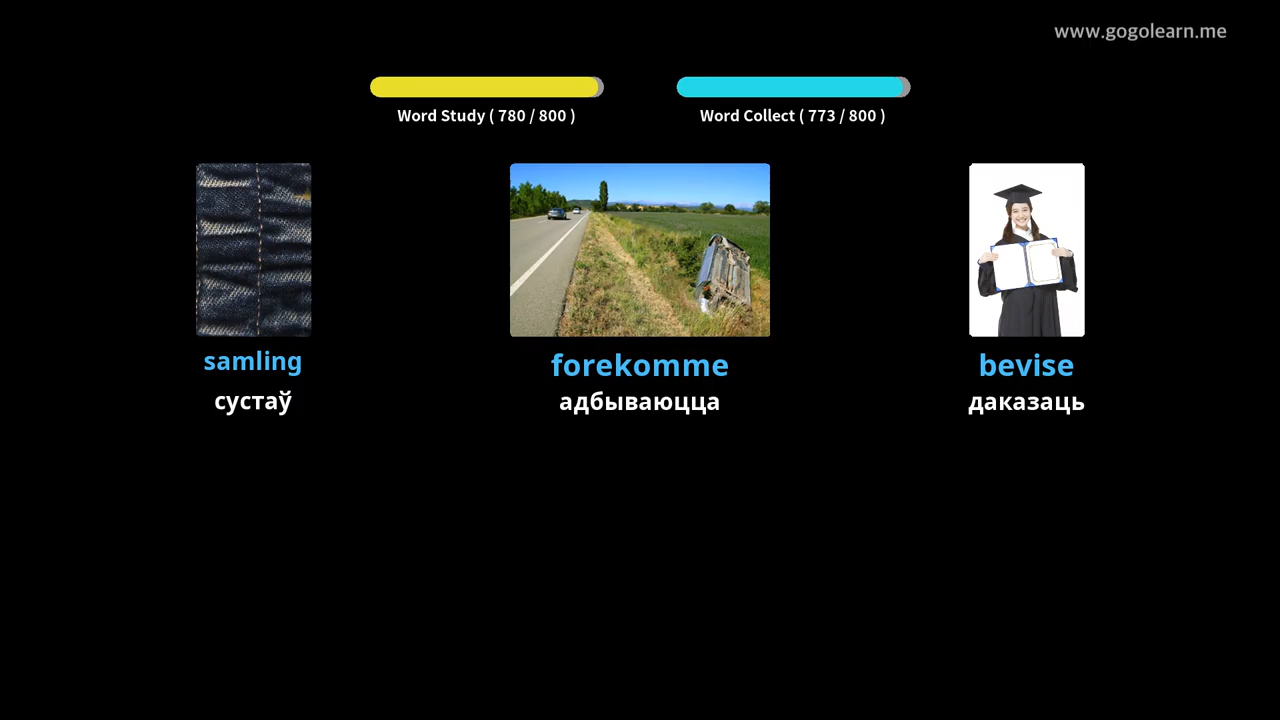 www.gogolearn.me
Word Study ( 780 / 800 )
Word Collect ( 773 / 800 )
samling
forekomme
bevise
сустаў
адбываюцца
даказаць